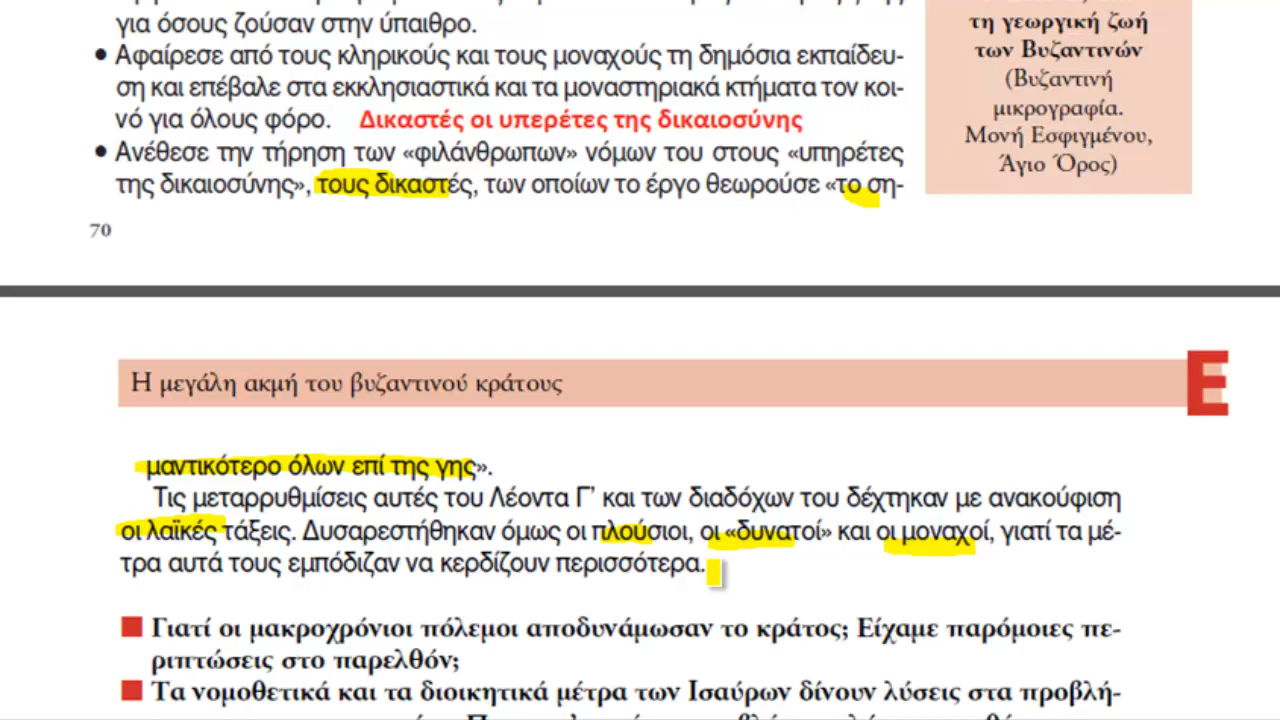 για όσους ζούσαν στην ύπαιθρο.
• Αφαίρεσε από τους κληρικούς και τους μοναχούς τη δημόσια εκπαίδευ-
ση και επέβαλε στα εκκλησιαστικά και τα μοναστηριακά κτήματα τον κοι-
νό για όλους φόρο. Δικαστές οι υπερέτες της δικαιοσύνης
• Ανέθεσε την τήρηση των «φιλάνθρωπων» νόμων του στους «υπηρέτες
της δικαιοσύνης», τους δικαστές, των οποίων το έργο θεωρούσε «το ση-
70
τη γεωργική ζωή
των Βυζαντινών
(Βυζαντινή
μικρογραφία.
Μονή Εσφιγμένου,
Άγιο Όρος)
Η μεγάλη ακμή του βυζαντινού κράτους
Ε
μαντικότερο όλων επί της γης».
Τις μεταρρυθμίσεις αυτές του Λέοντα Γ' και των διαδόχων του δέχτηκαν με ανακούφιση
οι λαϊκές τάξεις. Δυσαρεστήθηκαν όμως οι πλούσιοι, οι «δυνατοί» και οι μοναχοί, γιατί τα μέ-
τρα αυτά τους εμπόδιζαν να κερδίζουν περισσότερα.
Γιατί οι μακροχρόνιοι πόλεμοι αποδυνάμωσαν το κράτος; Είχαμε παρόμοιες πε-
ριπτώσεις στο παρελθόν;
Τα νομοθετικά και τα διοικητικά μέτρα των Ισαύρων δίνουν λύσεις στα προβλή-